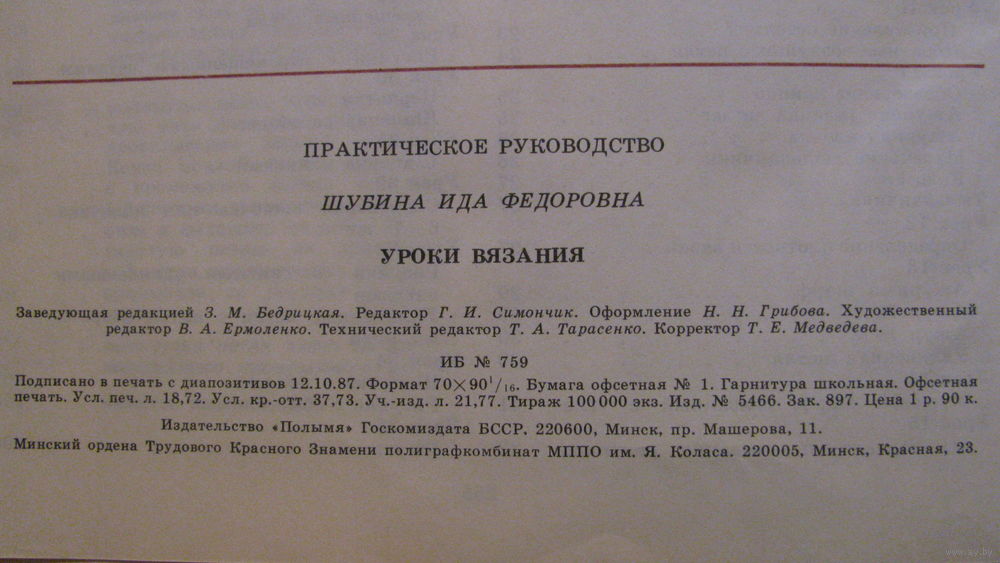 ПРАКТИЧЕСКОЕ РУКОВОДСТВО
ШУБИНА ИДА ФЕДОРОВНА
УРОКИ ВЯЗАНИЯ
Заведующая редакцией З. М. Бедрицкая. Редактор Г. И. Симончик. Оформление Н. Н. Грибова. Художественный
редактор В. А. Ермоленко. Технический редактор Т. А. Тарасенко. Корректор Т. Е. Медведева.
ИБ № 759
Подписано в печать с диапозитивов 12.10.87. Формат 70×90¹/₁₆. Бумага офсетная № 1. Гарнитура школьная. Офсетная
печать. Усл. печ. л. 18,72. Усл. кр.-отт. 37,73. Уч.-изд. л. 21,77. Тираж 100 000 экз. Изд. № 5466. Зак. 897. Цена 1 р. 90 к.
Издательство «Полымя» Госкомиздата БССР. 220600, Минск, пр. Машерова, 11.
Минский ордена Трудового Красного Знамени полиграфкомбинат МППО им. Я. Коласа. 220005, Минск, Красная, 23.
www.ay.by